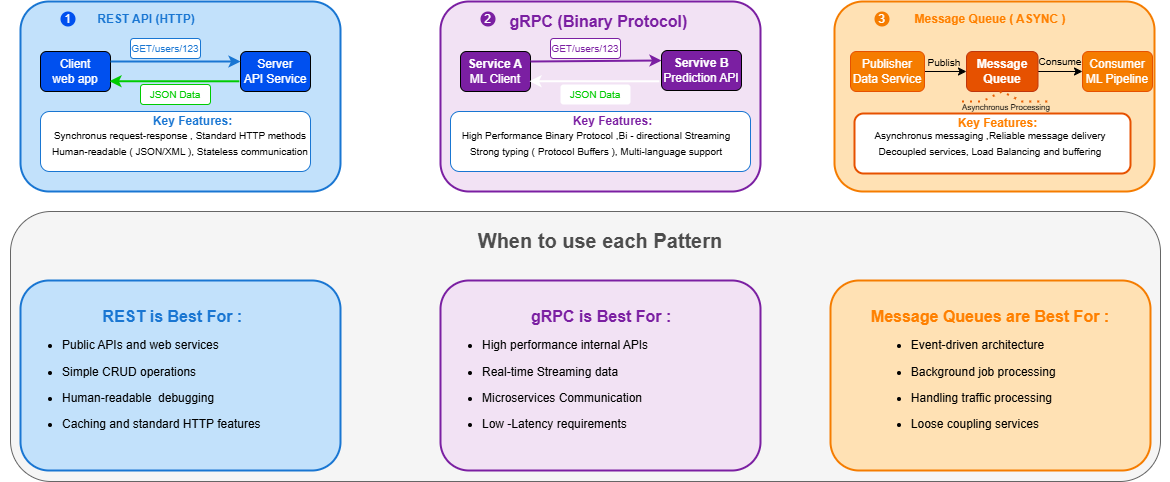 1 REST API (HTTP)
GET/users/123
Client
web app
Server
API Service
JSON Data
Key Features:
Synchronus request-response , Standard HTTP methods
Human-readable ( JSON/XML ), Stateless communication
2 gRPC (Binary Protocol)
GET/users/123
Service A
ML Client
Servive B
Prediction API
JSON Data
Key Features:
High Performance Binary Protocol ,Bi - directional Streaming
Strong typing ( Protocol Buffers ), Multi-language support
3 Message Queue ( ASYNC )
Publisher
Data Service
Publish
Message
Queue
Consume
Consumer
ML Pipeline
Asynchronus Processing
Key Features:
Asynchronus messaging ,Reliable message delivery
Decoupled services, Load Balancing and buffering
When to use each Pattern
REST is Best For :
• Public APIs and web services
• Simple CRUD operations
• Human-readable debugging
• Caching and standard HTTP features
gRPC is Best For :
• High performance internal APIs
• Real-time Streaming data
• Microservices Communication
• Low -Latency requirements
Message Queues are Best For :
• Event-driven architecture
• Background job processing
• Handling traffic processing
• Loose coupling services